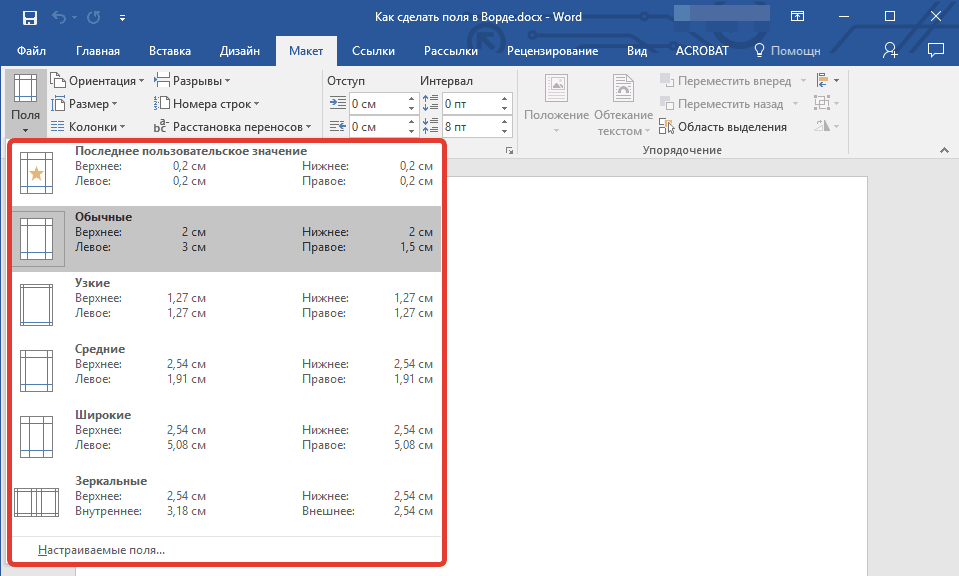 Как сделать поля в Ворде.docx - Word
Файл Главная Вставка Дизайн Макет Ссылки Рассылки Рецензирование Вид ACROBAT Помощн
Поля
Ориентация
Размер
Колонки
Разрывы
Номера строк
Расстановка переносов
Отступ Интервал
0 см 0 пт
0 см 8 пт
Положение
Обтекание
текстом
Переместить вперед
Переместить назад
Область выделения
Упорядочение
Последнее пользовательское значение
Верхнее: 0,2 см Нижнее: 0,2 см
Левое: 0,2 см Правое: 0,2 см
Обычные
Верхнее: 2 см Нижнее: 2 см
Левое: 3 см Правое: 1,5 см
Узкие
Верхнее: 1,27 см Нижнее: 1,27 см
Левое: 1,27 см Правое: 1,27 см
Средние
Верхнее: 2,54 см Нижнее: 2,54 см
Левое: 1,91 см Правое: 1,91 см
Широкие
Верхнее: 2,54 см Нижнее: 2,54 см
Левое: 5,08 см Правое: 5,08 см
Зеркальные
Верхнее: 2,54 см Нижнее: 2,54 см
Внутреннее: 3,18 см Внешнее: 2,54 см
Настраиваемые поля...